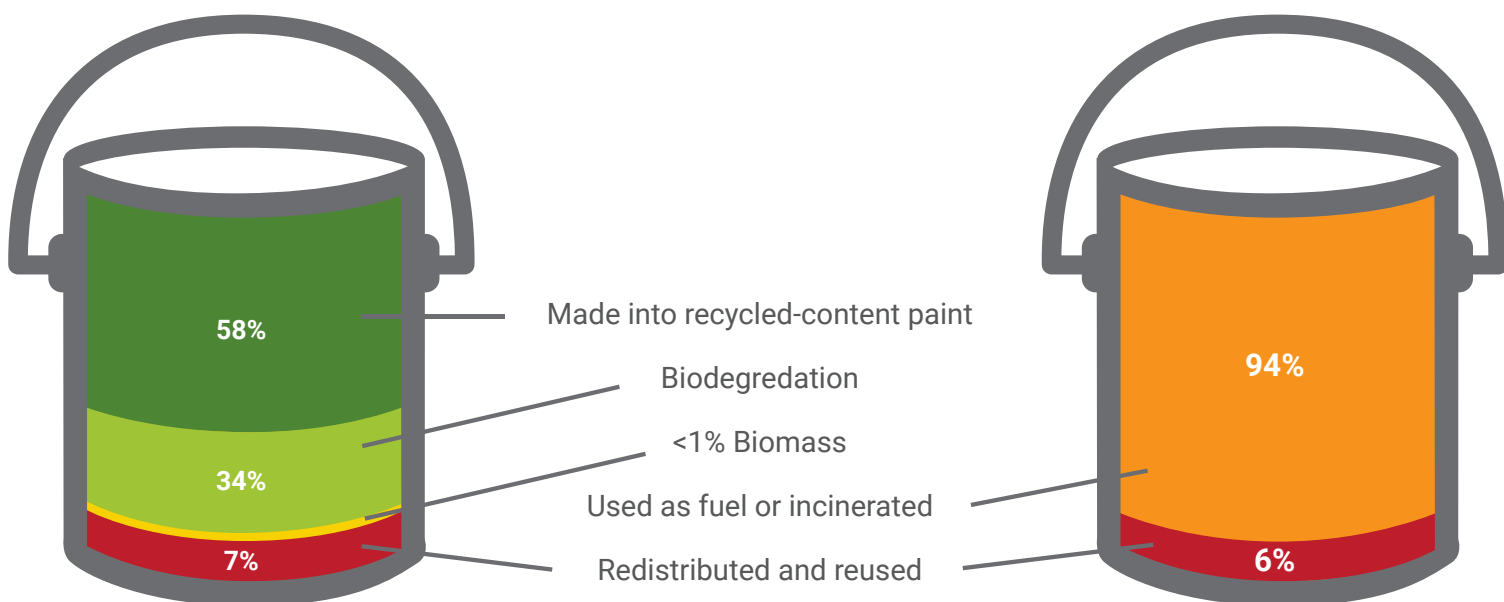 58%
Made into recycled-content paint
94%
Biodegredation
<1% Biomass
34%
Used as fuel or incinerated
7%
Redistributed and reused
6%